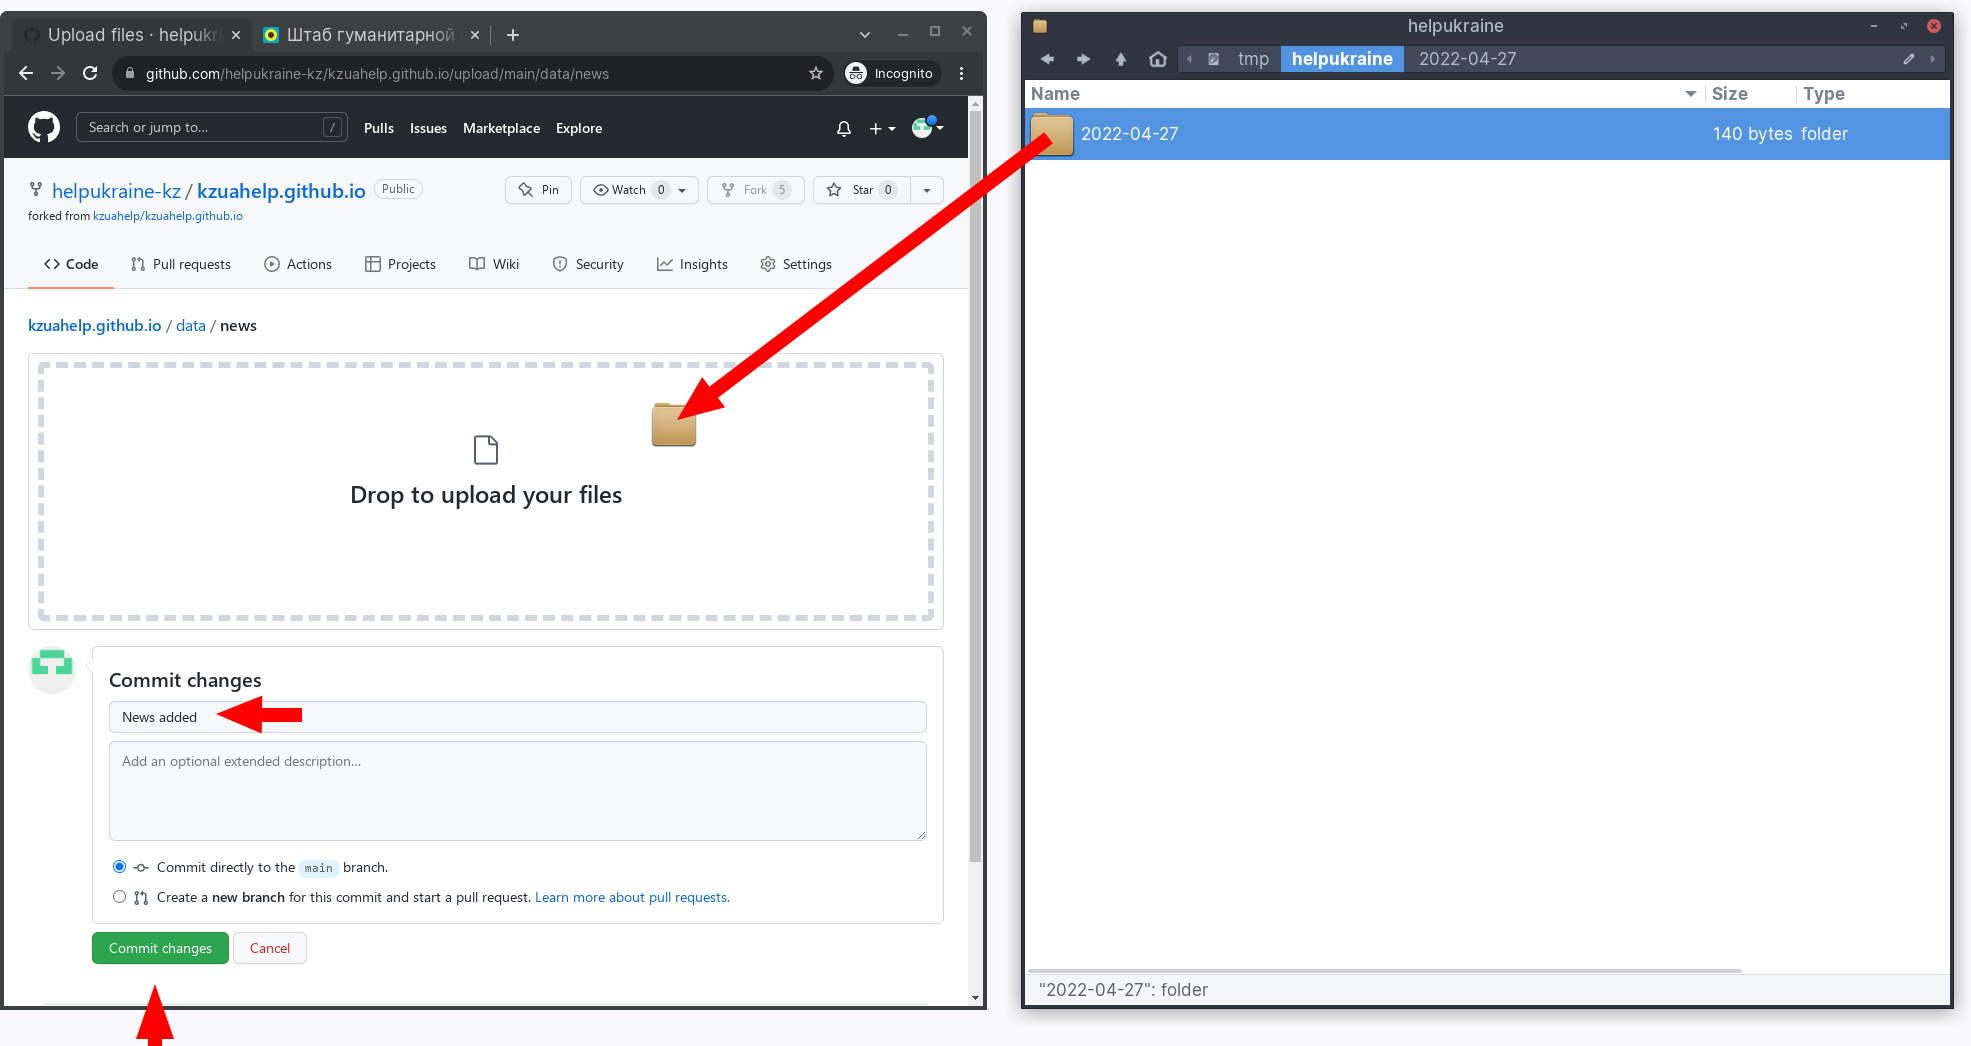 Upload files · helpukra
Штаб гуманитарной
github.com/helpukraine-kz/kzuahelp.github.io/upload/main/data/news
Incognito
Search or jump to...
/
Pulls
Issues
Marketplace
Explore
helpukraine-kz / kzuahelp.github.io
Public
Pin
Watch 0
Fork 5
Star 0
forked from kzuahelp/kzuahelp.github.io
Code
Pull requests
Actions
Projects
Wiki
Security
Insights
Settings
kzuahelp.github.io / data / news
Drop to upload your files
Commit changes
News added
Add an optional extended description...
Commit directly to the main branch.
Create a new branch for this commit and start a pull request. Learn more about pull requests.
Commit changes
Cancel
helpukraine
tmp
helpukraine
2022-04-27
Name
Size
Type
2022-04-27
140 bytes
folder
"2022-04-27": folder